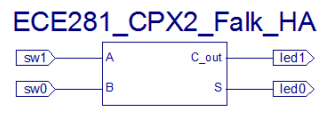 ECE281_CPX2_Falk_HA
sw1 A C_out led1
sw0 B S led0